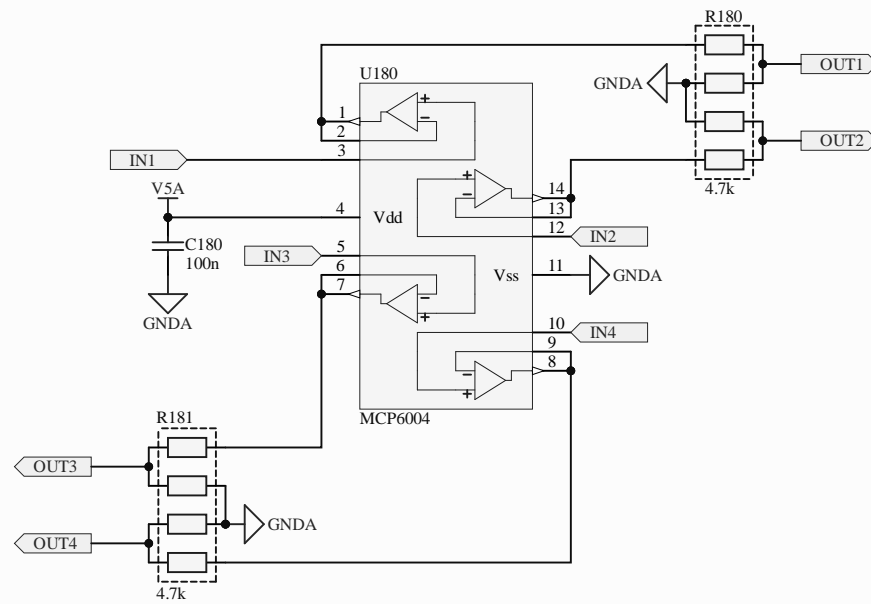 R180
U180
OUT1
GNDA
1
2
3
IN1
OUT2
4.7k
14
13
12
V5A
4
Vdd
IN2
C180
100n
IN3
5
6
7
Vss
11
GNDA
GNDA
10
IN4
9
8
MCP6004
R181
OUT3
GNDA
OUT4
4.7k